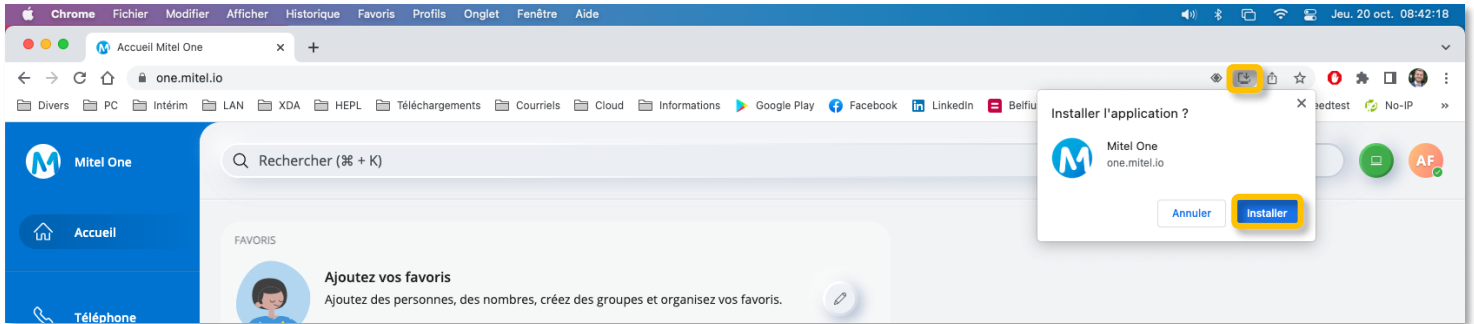 Chrome Fichier Modifier Afficher Historique Favoris Profils Onglet Fenêtre Aide Jeu. 20 oct. 08:42:18
Accueil Mitel One
one.mitel.io
Divers PC Intérim LAN XDA HEPL Téléchargements Courriels Cloud Informations Google Play Facebook LinkedIn Belfiu eedtest No-IP »
Installer l'application ?
Mitel One
one.mitel.io
Annuler Installer
Mitel One
Rechercher (⌘ + K)
AF
Accueil
FAVORIS
Ajoutez vos favoris
Ajoutez des personnes, des nombres, créez des groupes et organisez vos favoris.
Téléphone